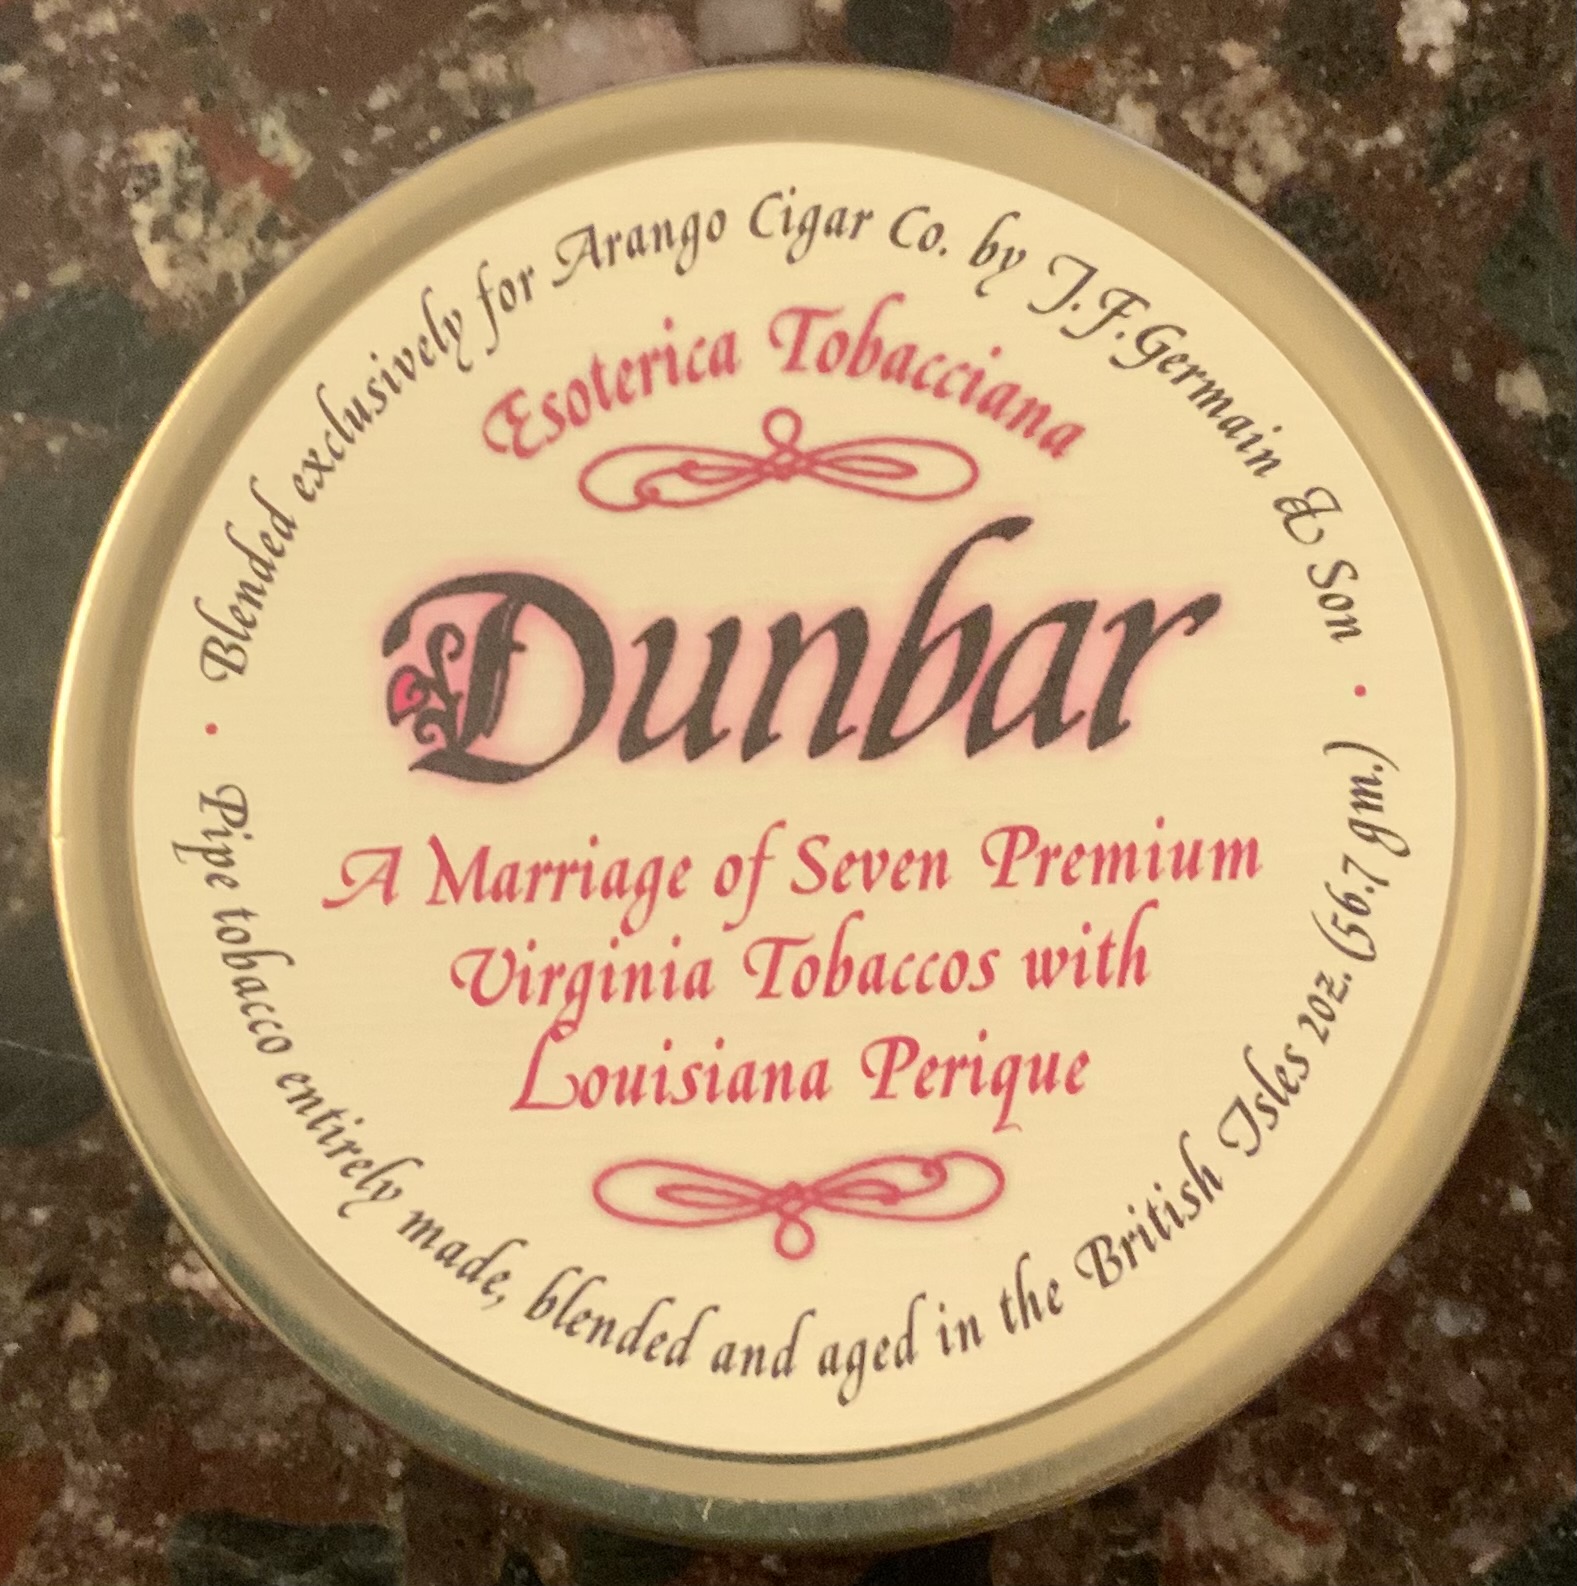 • Blended exclusively for Arango Cigar Co. by J.F.Germain & Son •
Esoterica Tobacciana
Dunbar
A Marriage of Seven Premium
Virginia Tobaccos with
Louisiana Perique
Pipe tobacco entirely made, blended and aged in the British Isles 2oz. (56.7 gm.)